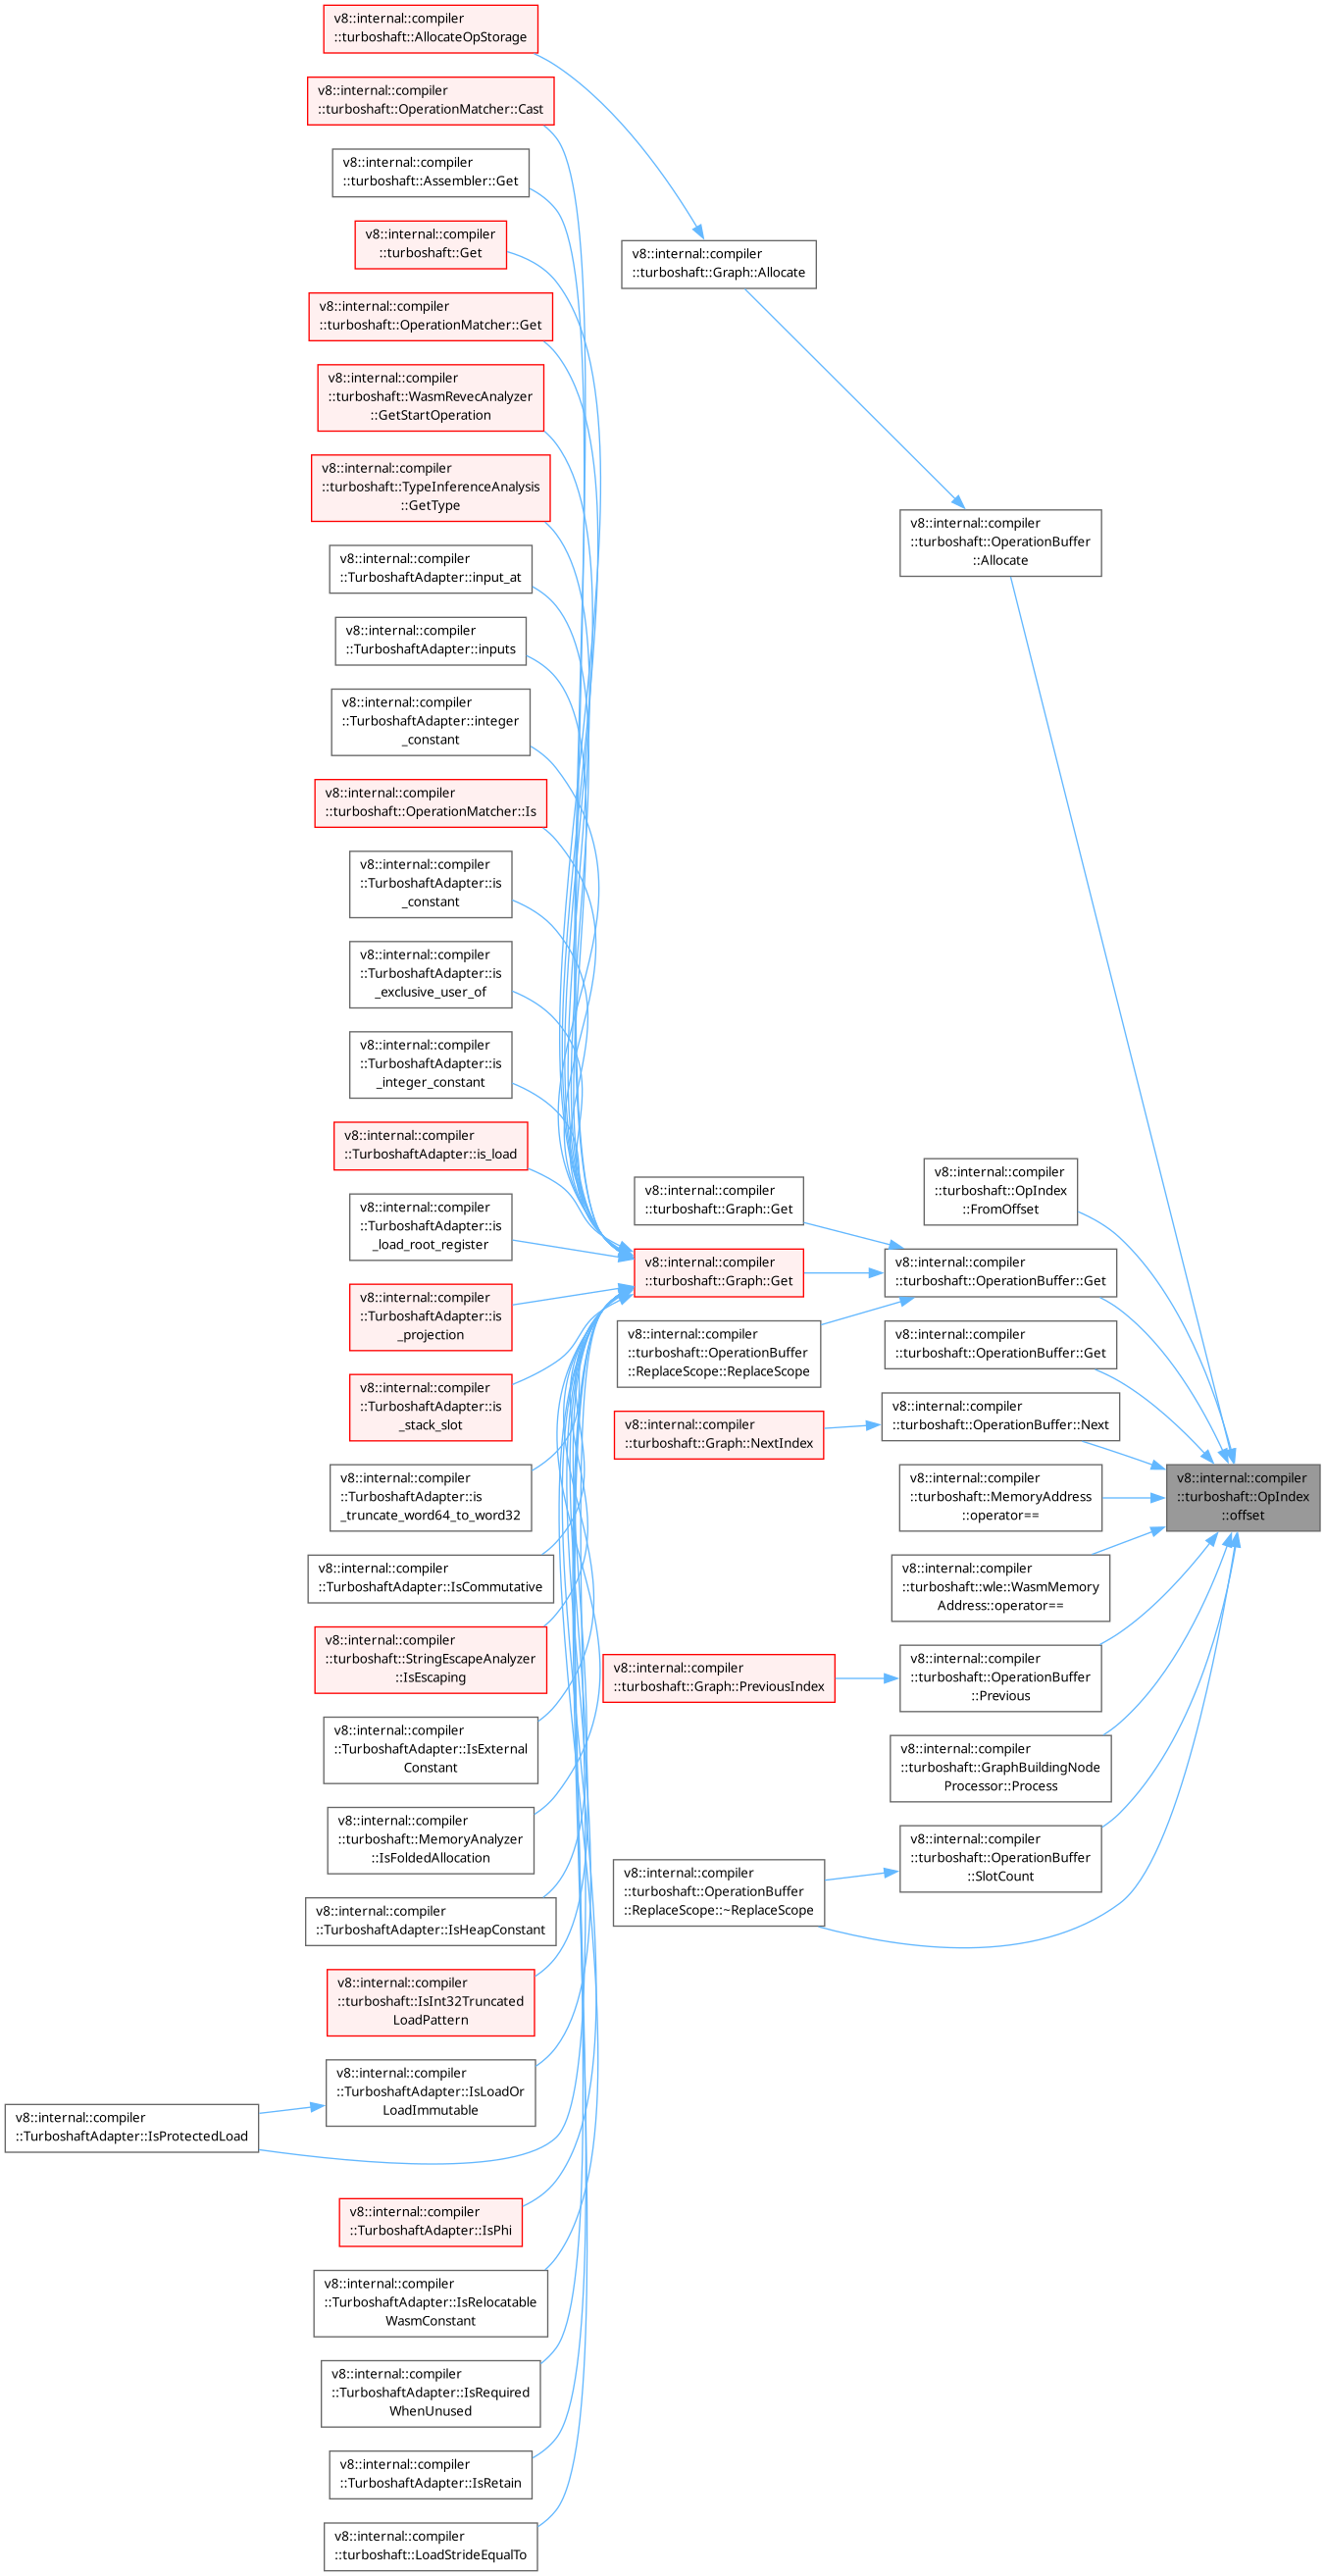 v8::internal::compiler
::turboshaft::AllocateOpStorage
v8::internal::compiler
::turboshaft::OperationMatcher::Cast
v8::internal::compiler
::turboshaft::Assembler::Get
v8::internal::compiler
::turboshaft::Get
v8::internal::compiler
::turboshaft::OperationMatcher::Get
v8::internal::compiler
::turboshaft::WasmRevecAnalyzer
::GetStartOperation
v8::internal::compiler
::turboshaft::TypeInferenceAnalysis
::GetType
v8::internal::compiler
::TurboshaftAdapter::input_at
v8::internal::compiler
::TurboshaftAdapter::inputs
v8::internal::compiler
::TurboshaftAdapter::integer
_constant
v8::internal::compiler
::turboshaft::OperationMatcher::Is
v8::internal::compiler
::TurboshaftAdapter::is
_constant
v8::internal::compiler
::TurboshaftAdapter::is
_exclusive_user_of
v8::internal::compiler
::TurboshaftAdapter::is
_integer_constant
v8::internal::compiler
::TurboshaftAdapter::is_load
v8::internal::compiler
::TurboshaftAdapter::is
_load_root_register
v8::internal::compiler
::TurboshaftAdapter::is
_projection
v8::internal::compiler
::TurboshaftAdapter::is
_stack_slot
v8::internal::compiler
::TurboshaftAdapter::is
_truncate_word64_to_word32
v8::internal::compiler
::TurboshaftAdapter::IsCommutative
v8::internal::compiler
::turboshaft::StringEscapeAnalyzer
::IsEscaping
v8::internal::compiler
::TurboshaftAdapter::IsExternal
Constant
v8::internal::compiler
::turboshaft::MemoryAnalyzer
::IsFoldedAllocation
v8::internal::compiler
::TurboshaftAdapter::IsHeapConstant
v8::internal::compiler
::turboshaft::IsInt32Truncated
LoadPattern
v8::internal::compiler
::TurboshaftAdapter::IsLoadOr
LoadImmutable
v8::internal::compiler
::TurboshaftAdapter::IsProtectedLoad
v8::internal::compiler
::TurboshaftAdapter::IsPhi
v8::internal::compiler
::TurboshaftAdapter::IsRelocatable
WasmConstant
v8::internal::compiler
::TurboshaftAdapter::IsRequired
WhenUnused
v8::internal::compiler
::TurboshaftAdapter::IsRetain
v8::internal::compiler
::turboshaft::LoadStrideEqualTo
v8::internal::compiler
::turboshaft::Graph::Allocate
v8::internal::compiler
::turboshaft::Graph::Get
v8::internal::compiler
::turboshaft::Graph::Get
v8::internal::compiler
::turboshaft::OperationBuffer
::ReplaceScope::ReplaceScope
v8::internal::compiler
::turboshaft::Graph::NextIndex
v8::internal::compiler
::turboshaft::Graph::PreviousIndex
v8::internal::compiler
::turboshaft::OperationBuffer
::ReplaceScope::~ReplaceScope
v8::internal::compiler
::turboshaft::OperationBuffer
::Allocate
v8::internal::compiler
::turboshaft::OpIndex
::FromOffset
v8::internal::compiler
::turboshaft::OperationBuffer::Get
v8::internal::compiler
::turboshaft::OperationBuffer::Get
v8::internal::compiler
::turboshaft::OperationBuffer::Next
v8::internal::compiler
::turboshaft::MemoryAddress
::operator==
v8::internal::compiler
::turboshaft::wle::WasmMemory
Address::operator==
v8::internal::compiler
::turboshaft::OperationBuffer
::Previous
v8::internal::compiler
::turboshaft::GraphBuildingNode
Processor::Process
v8::internal::compiler
::turboshaft::OperationBuffer
::SlotCount
v8::internal::compiler
::turboshaft::OpIndex
::offset